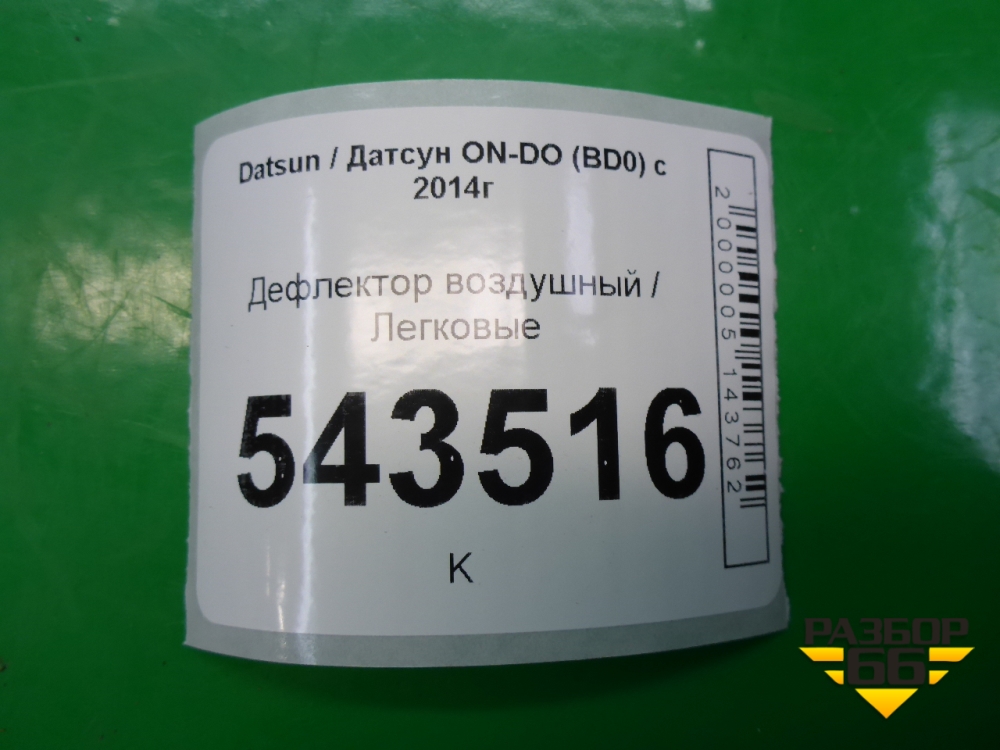 Datsun / Датсун ON-DO (BD0) с
2014г
Дефлектор воздушный /
Легковые
543516
К
2000005143762
РАЗБОР
66